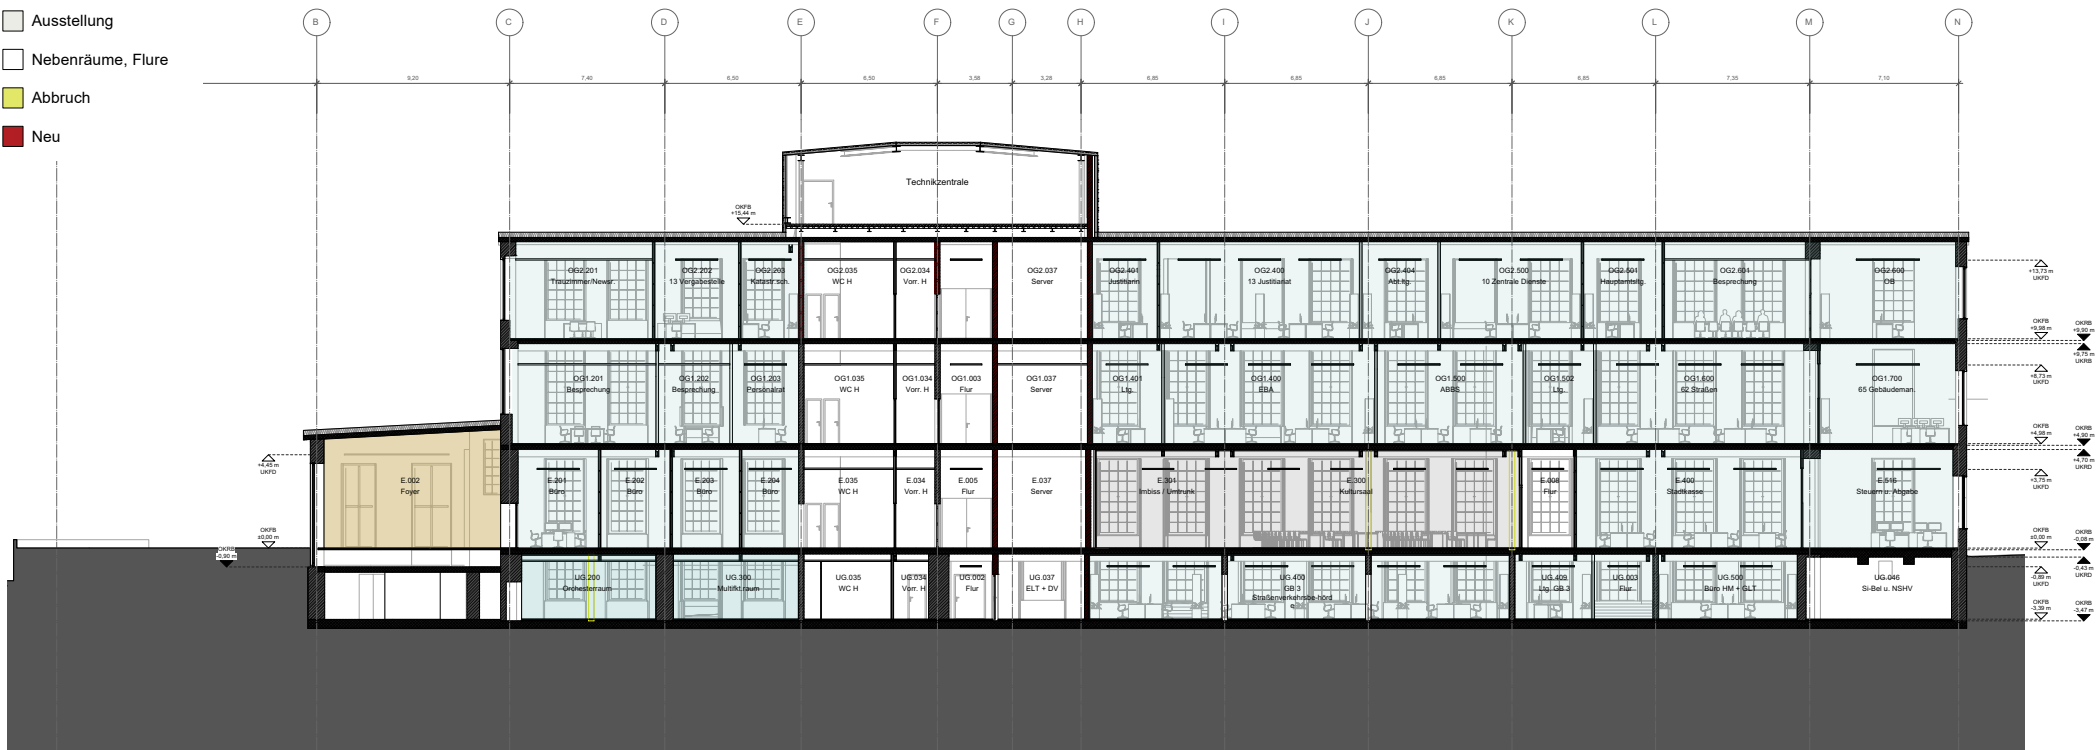 Ausstellung
Nebenräume, Flure
Abbruch
Neu
B C D E F G H I J K L M N
9,20 7,40 6,50 6,50 3,58 3,28 6,85 6,85 6,85 6,85 7,35 7,10
Technikzentrale
OKFB
+15,44 m
OG2.201
Trauzimmer/Newsr.
OG2.202
13 Vergabestelle
OG2.203
Katastr.sch.
OG2.035
WC H
OG2.034
Vorr. H
OG2.037
Server
OG2.401
Justitiarin
OG2.400
13 Justitiariat
OG2.404
Abt.ltg.
OG2.500
10 Zentrale Dienste
OG2.501
Hauptamtsltg.
OG2.601
Besprechung
OG2.600
OB
+13,73 m
UKFD
OKFB
+9,98 m
OKRB
+9,90 m
+9,75 m
UKRB
OG1.201
Besprechung
OG1.202
Besprechung
OG1.203
Personalrat
OG1.035
WC H
OG1.034
Vorr. H
OG1.003
Flur
OG1.037
Server
OG1.401
Ltg.
OG1.400
EBA
OG1.500
ABBS
OG1.502
Ltg.
OG1.600
62 Straßen
OG1.700
65 Gebäudeman.
+8,73 m
UKFD
OKFB
+4,98 m
OKRB
+4,90 m
+4,70 m
UKRD
+4,45 m
UKFD
E.002
Foyer
E.201
Büro
E.202
Büro
E.203
Büro
E.204
Büro
E.035
WC H
E.034
Vorr. H
E.005
Flur
E.037
Server
E.301
Imbiss / Umtrunk
E.300
Kultursaal
E.008
Flur
E.400
Stadtkasse
E.516
Steuern u. Abgabe
+3,75 m
UKFD
OKFB
±0,00 m
OKRB
-0,90 m
OKFB
±0,00 m
OKRB
-0,08 m
-0,43 m
UKRD
UG.200
Orchesterraum
UG.300
Multifkt.raum
UG.035
WC H
UG.034
Vorr. H
UG.002
Flur
UG.037
ELT + DV
UG.400
GB 3
Straßenverkehrsbe-hörd
e
UG.409
Ltg. GB 3
UG.003
Flur
UG.500
Büro HM + GLT
UG.046
Si-Bel u. NSHV
-0,89 m
UKFD
OKFB
-3,39 m
OKRB
-3,47 m